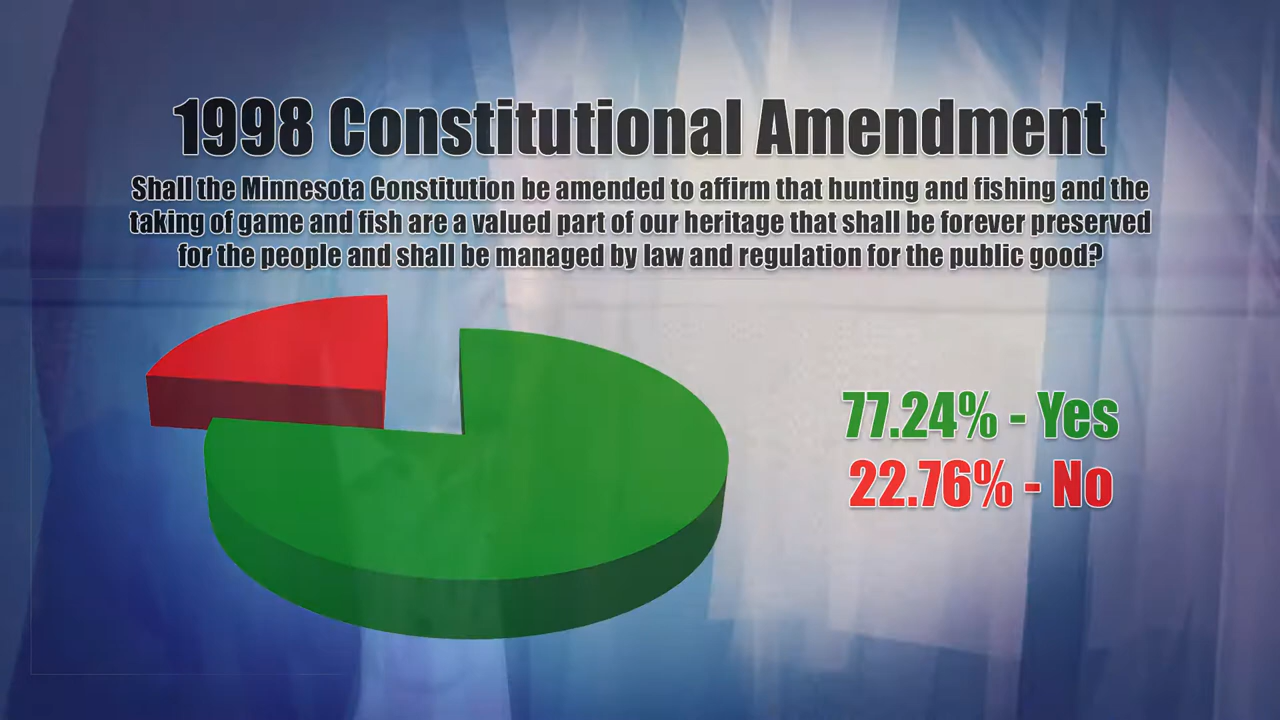 1998 Constitutional Amendment
Shall the Minnesota Constitution be amended to affirm that hunting and fishing and the
taking of game and fish are a valued part of our heritage that shall be forever preserved
for the people and shall be managed by law and regulation for the public good?
77.24% - Yes
22.76% - No